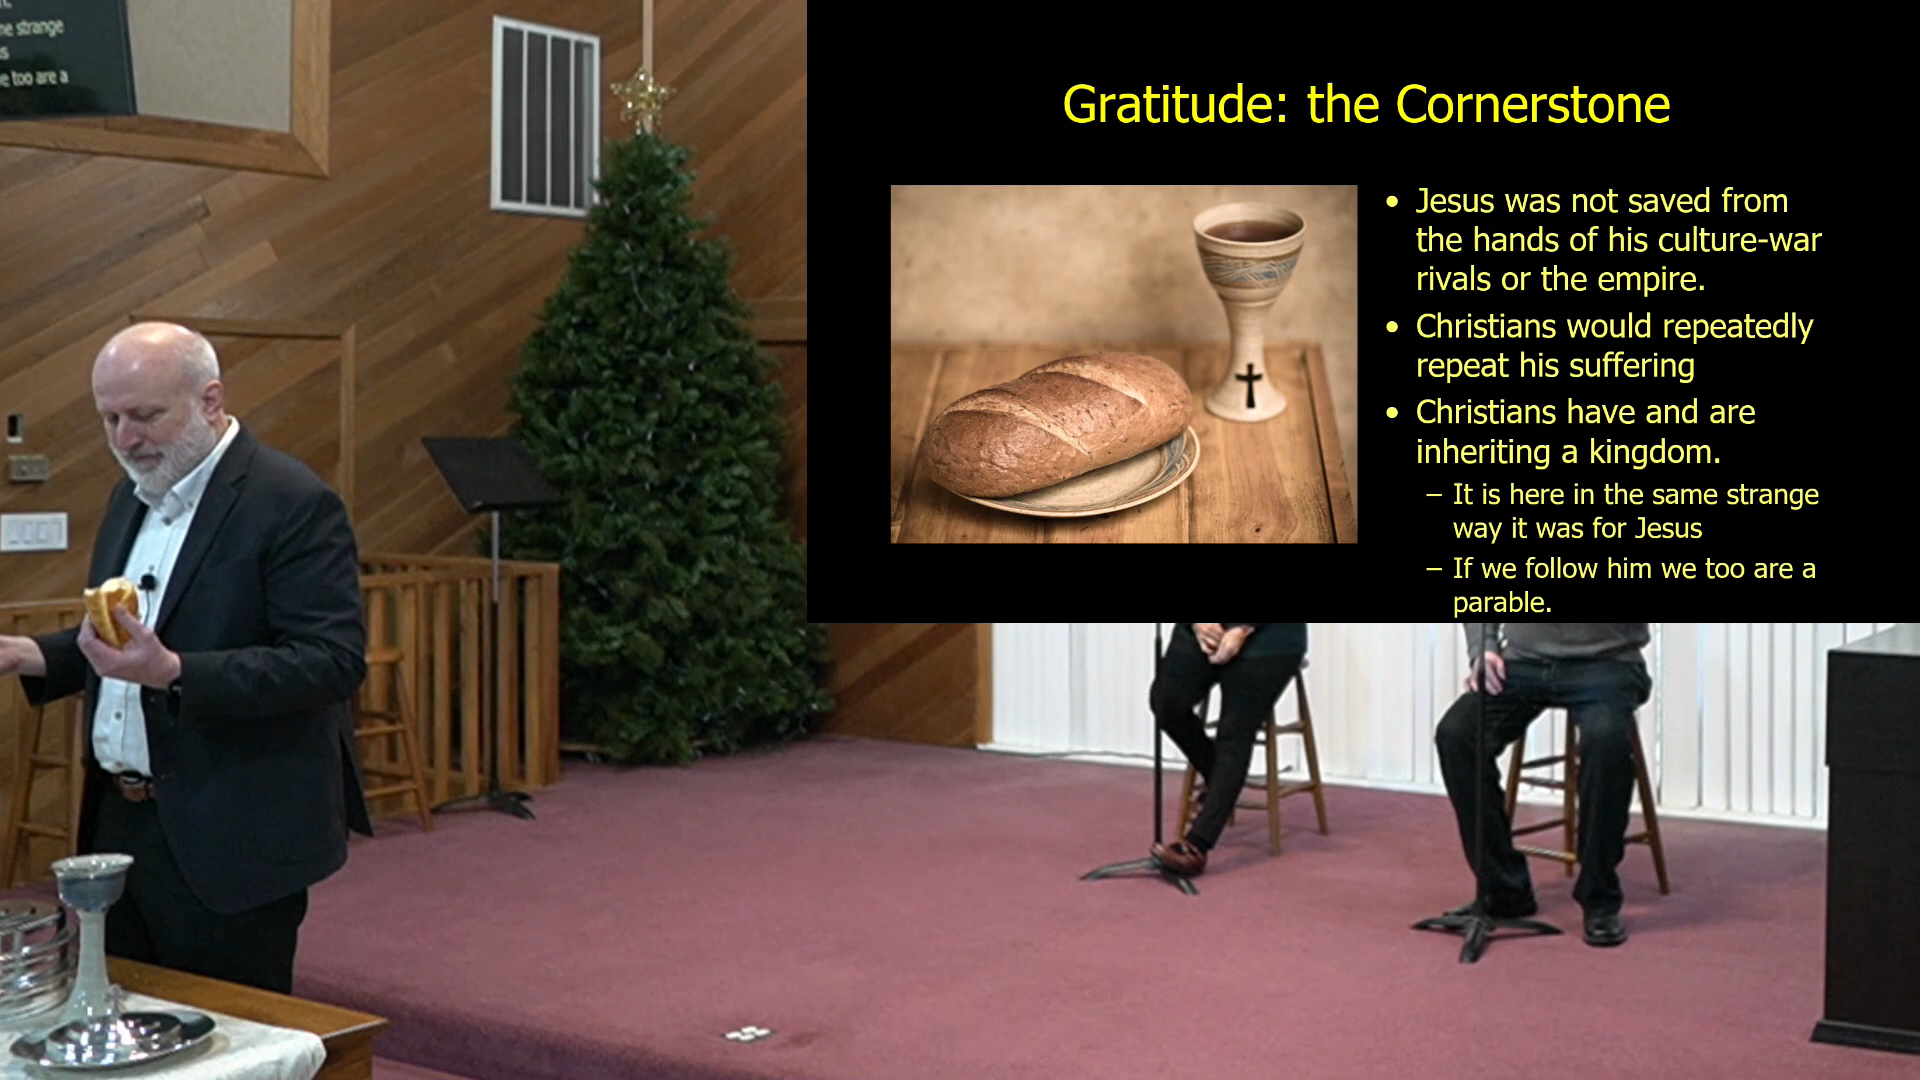 ne strange
s
e too are a
Gratitude: the Cornerstone
• Jesus was not saved from
the hands of his culture-war
rivals or the empire.
• Christians would repeatedly
repeat his suffering
• Christians have and are
inheriting a kingdom.
– It is here in the same strange
way it was for Jesus
– If we follow him we too are a
parable.